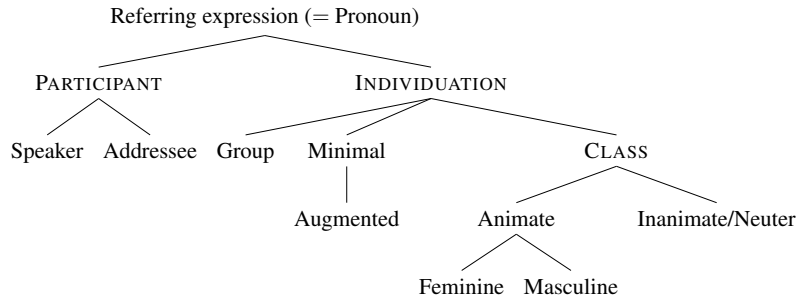 Referring expression (= Pronoun)
PARTICIPANT INDIVIDUATION
Speaker Addressee Group Minimal CLASS
Augmented Animate Inanimate/Neuter
Feminine Masculine